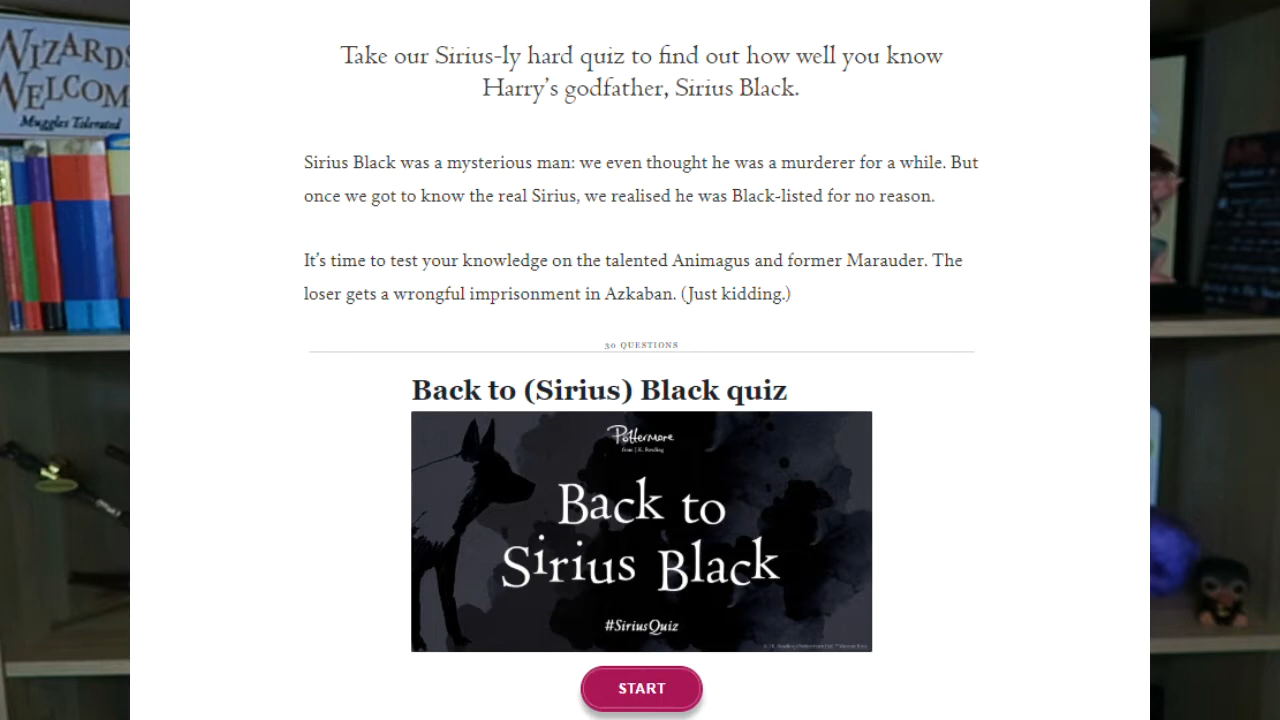 WIZARDS
WELCOM
Muggles Tolerated
Take our Sirius-ly hard quiz to find out how well you know
Harry’s godfather, Sirius Black.
Sirius Black was a mysterious man: we even thought he was a murderer for a while. But
once we got to know the real Sirius, we realised he was Black-listed for no reason.
It’s time to test your knowledge on the talented Animagus and former Marauder. The
loser gets a wrongful imprisonment in Azkaban. (Just kidding.)
30 QUESTIONS
Back to (Sirius) Black quiz
Pottermore
from J.K. Rowling
Back to
Sirius Black
#SiriusQuiz
START